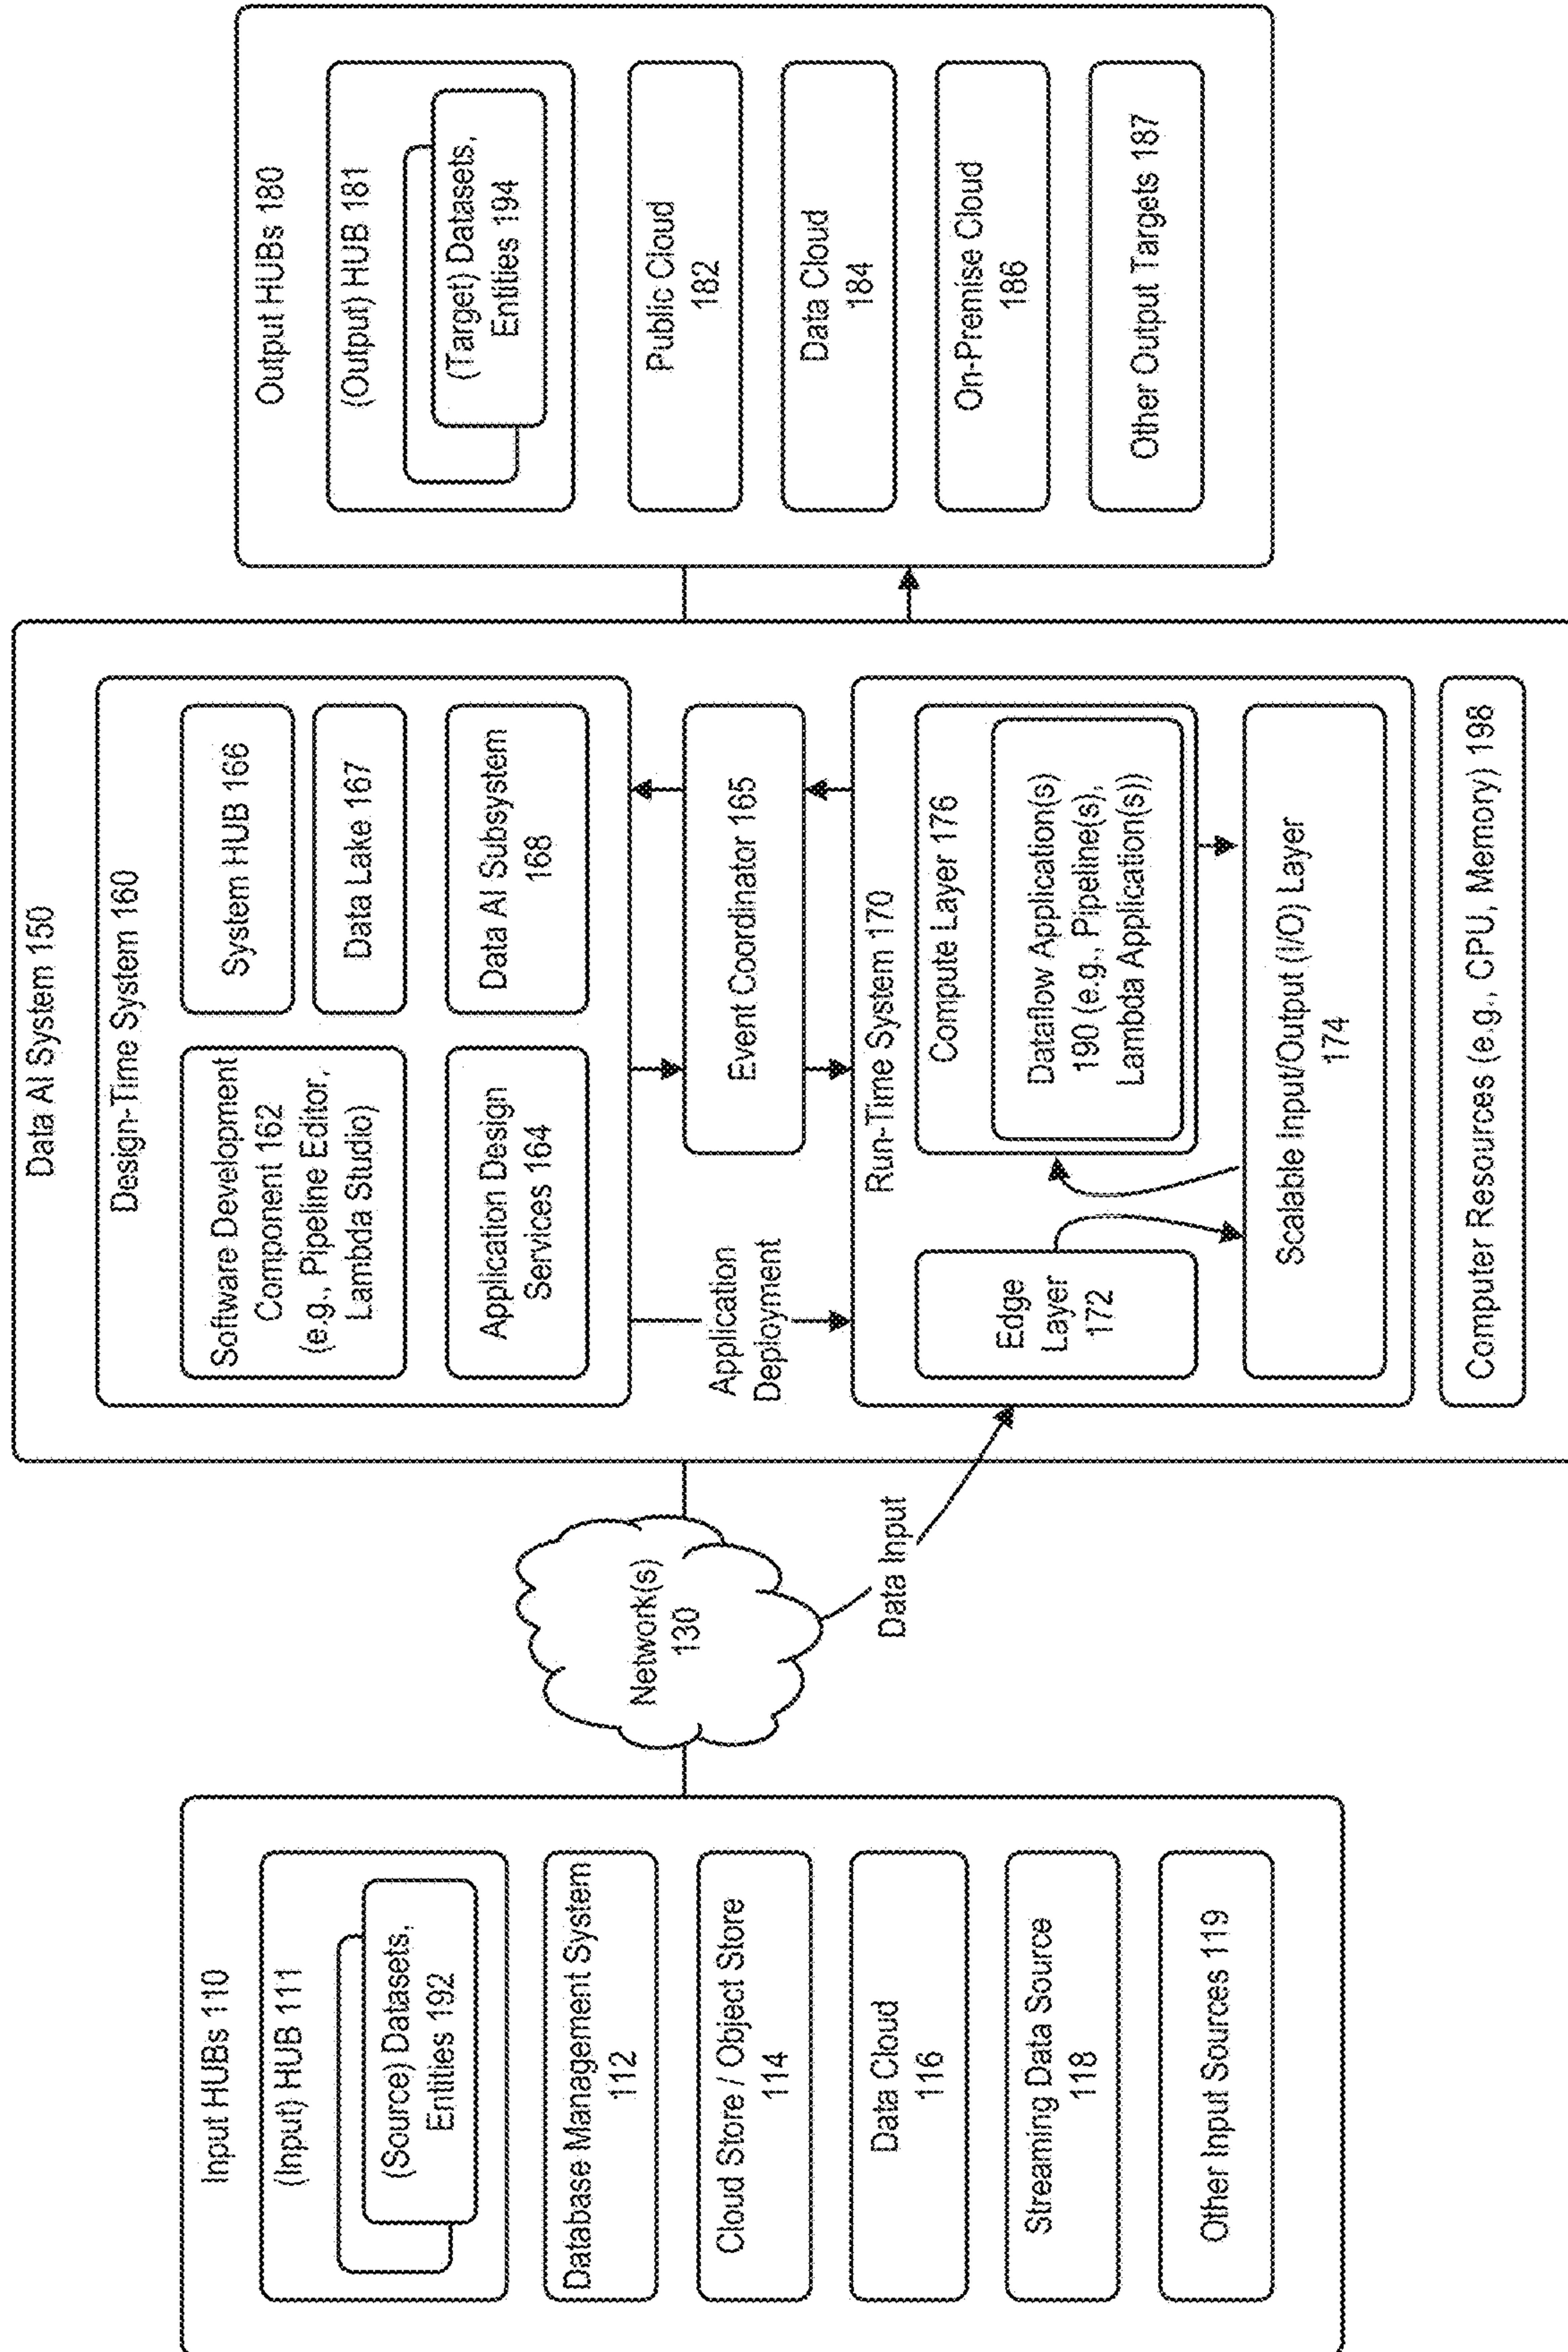 Input HUBs 110
(Input) HUB 111
(Source) Datasets,
Entities 192
Database Management System
112
Cloud Store / Object Store
114
Data Cloud
116
Streaming Data Source
118
Other Input Sources 119
Network(s)
130
Data Input
Data AI System 150
Design-Time System 160
Software Development
Component 162
(e.g., Pipeline Editor,
Lambda Studio)
System HUB 166
Data Lake 167
Application Design
Services 164
Data AI Subsystem
168
Application
Deployment
Event Coordinator 165
Run-Time System 170
Edge
Layer
172
Compute Layer 176
Dataflow Application(s)
190 (e.g., Pipeline(s),
Lambda Application(s))
Scalable Input/Output (I/O) Layer
174
Computer Resources (e.g., CPU, Memory) 198
Output HUBs 180
(Output) HUB 181
(Target) Datasets,
Entities 194
Public Cloud
182
Data Cloud
184
On-Premise Cloud
186
Other Output Targets 187